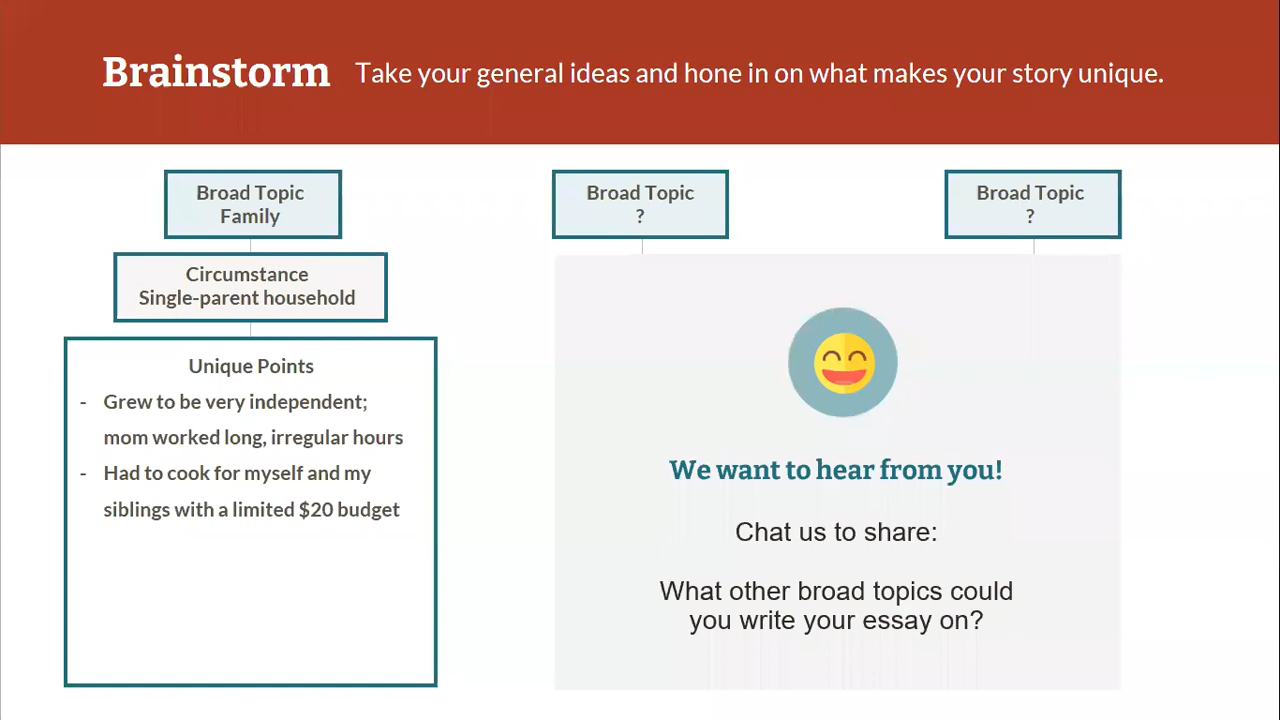 Brainstorm Take your general ideas and hone in on what makes your story unique.
Broad Topic
Family
Circumstance
Single-parent household
Unique Points
- Grew to be very independent;
mom worked long, irregular hours
- Had to cook for myself and my
siblings with a limited $20 budget
Broad Topic
?
Broad Topic
?
We want to hear from you!
Chat us to share:
What other broad topics could
you write your essay on?